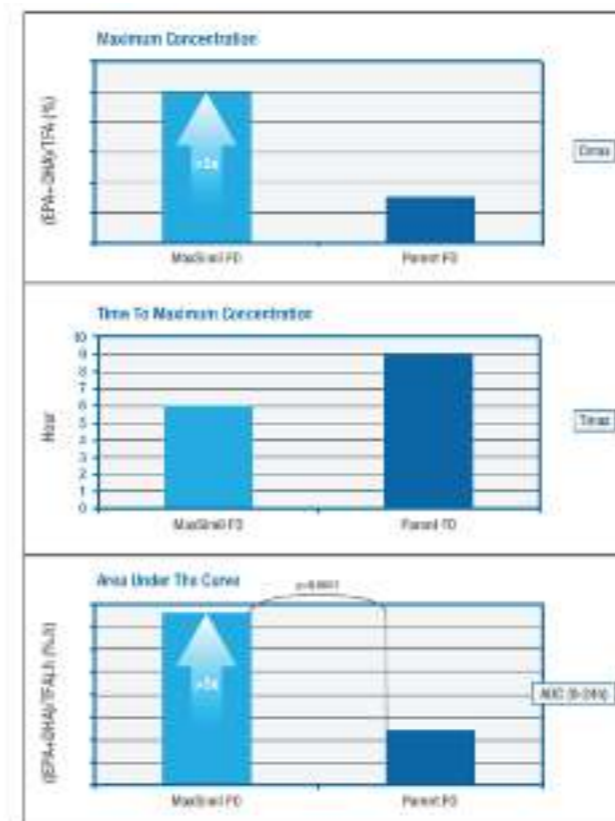 Maximum Concentration
(EPA+DHA)/TFA (%)
Cmax
MaxSimil FO
Parent FO
Time To Maximum Concentration
Hour
10
9
8
7
6
5
4
3
2
1
0
Tmax
MaxSimil FO
Parent FO
Area Under The Curve
((EPA+DHA)/TFA).h (%.h)
AUC (0-24h)
MaxSimil FO
Parent FO